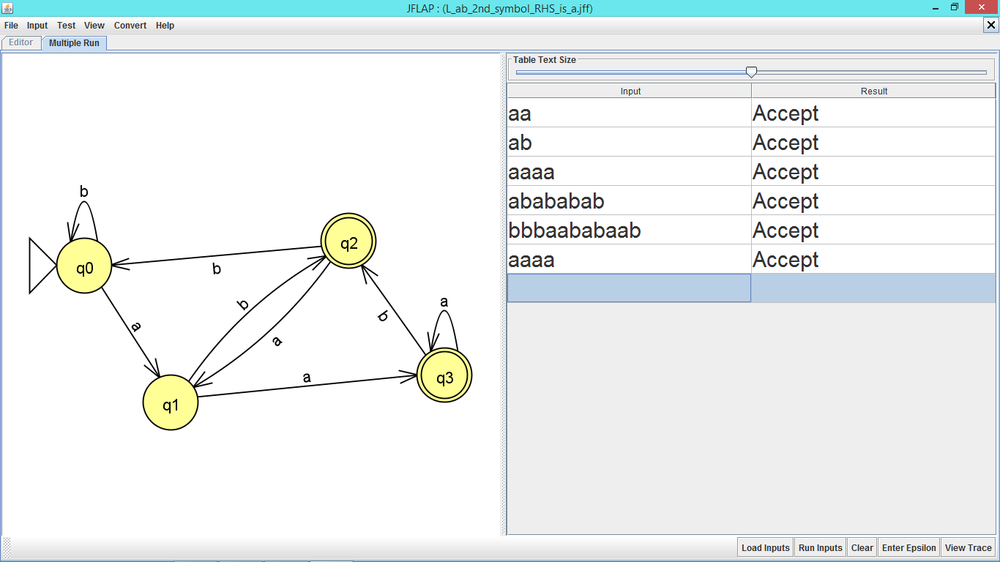 JFLAP : (L_ab_2nd_symbol_RHS_is_a.jff)
File Input Test View Convert Help
Editor Multiple Run
Table Text Size
Input Result
aa Accept
ab Accept
aaaa Accept
abababab Accept
bbbaababaab Accept
aaaa Accept
b
q0
q2
b
b
a
a
a
b
a
q1
q3
Load Inputs Run Inputs Clear Enter Epsilon View Trace